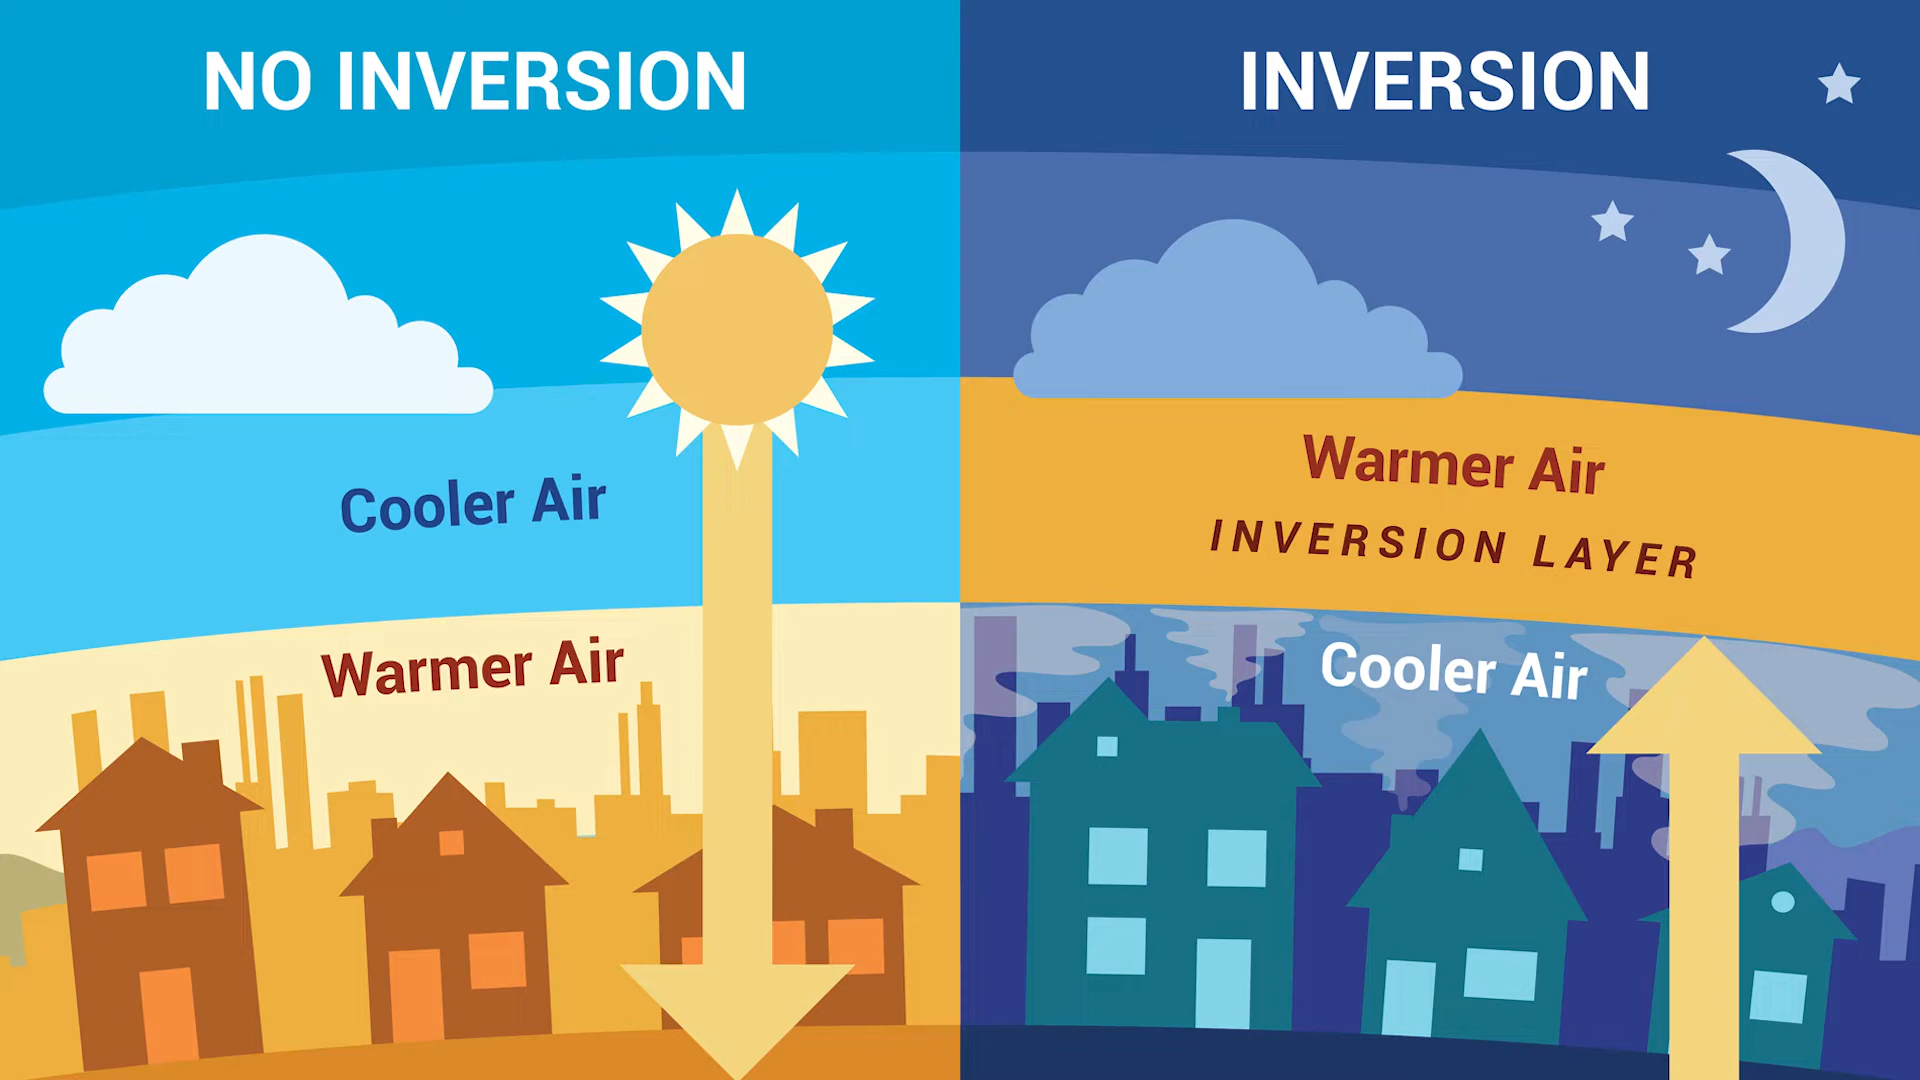 NO INVERSION
Cooler Air
Warmer Air
INVERSION
Warmer Air
INVERSION LAYER
Cooler Air